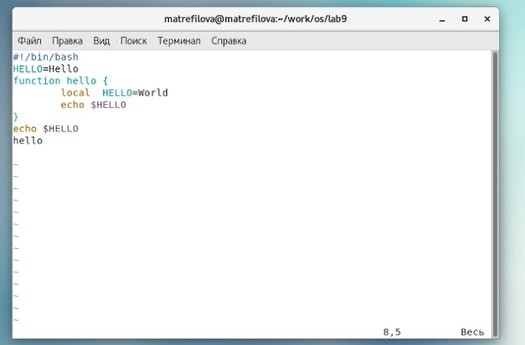 matrefilova@matrefilova:~/work/os/lab9
Файл Правка Вид Поиск Терминал Справка
#!/bin/bash
HELLO=Hello
function hello {
        local  HELLO=World
        echo $HELLO
}
echo $HELLO
hello
~
~
~
~
~
~
~
~
~
~
~
~
~
~
8,5 Весь